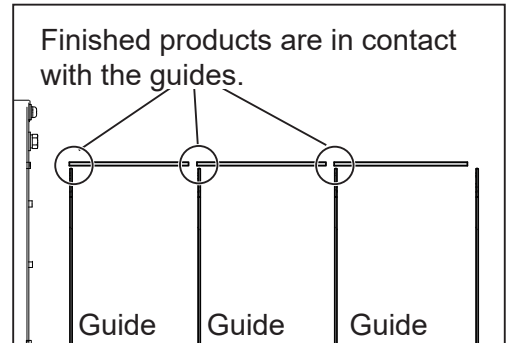 Finished products are in contact
with the guides.
Guide Guide Guide